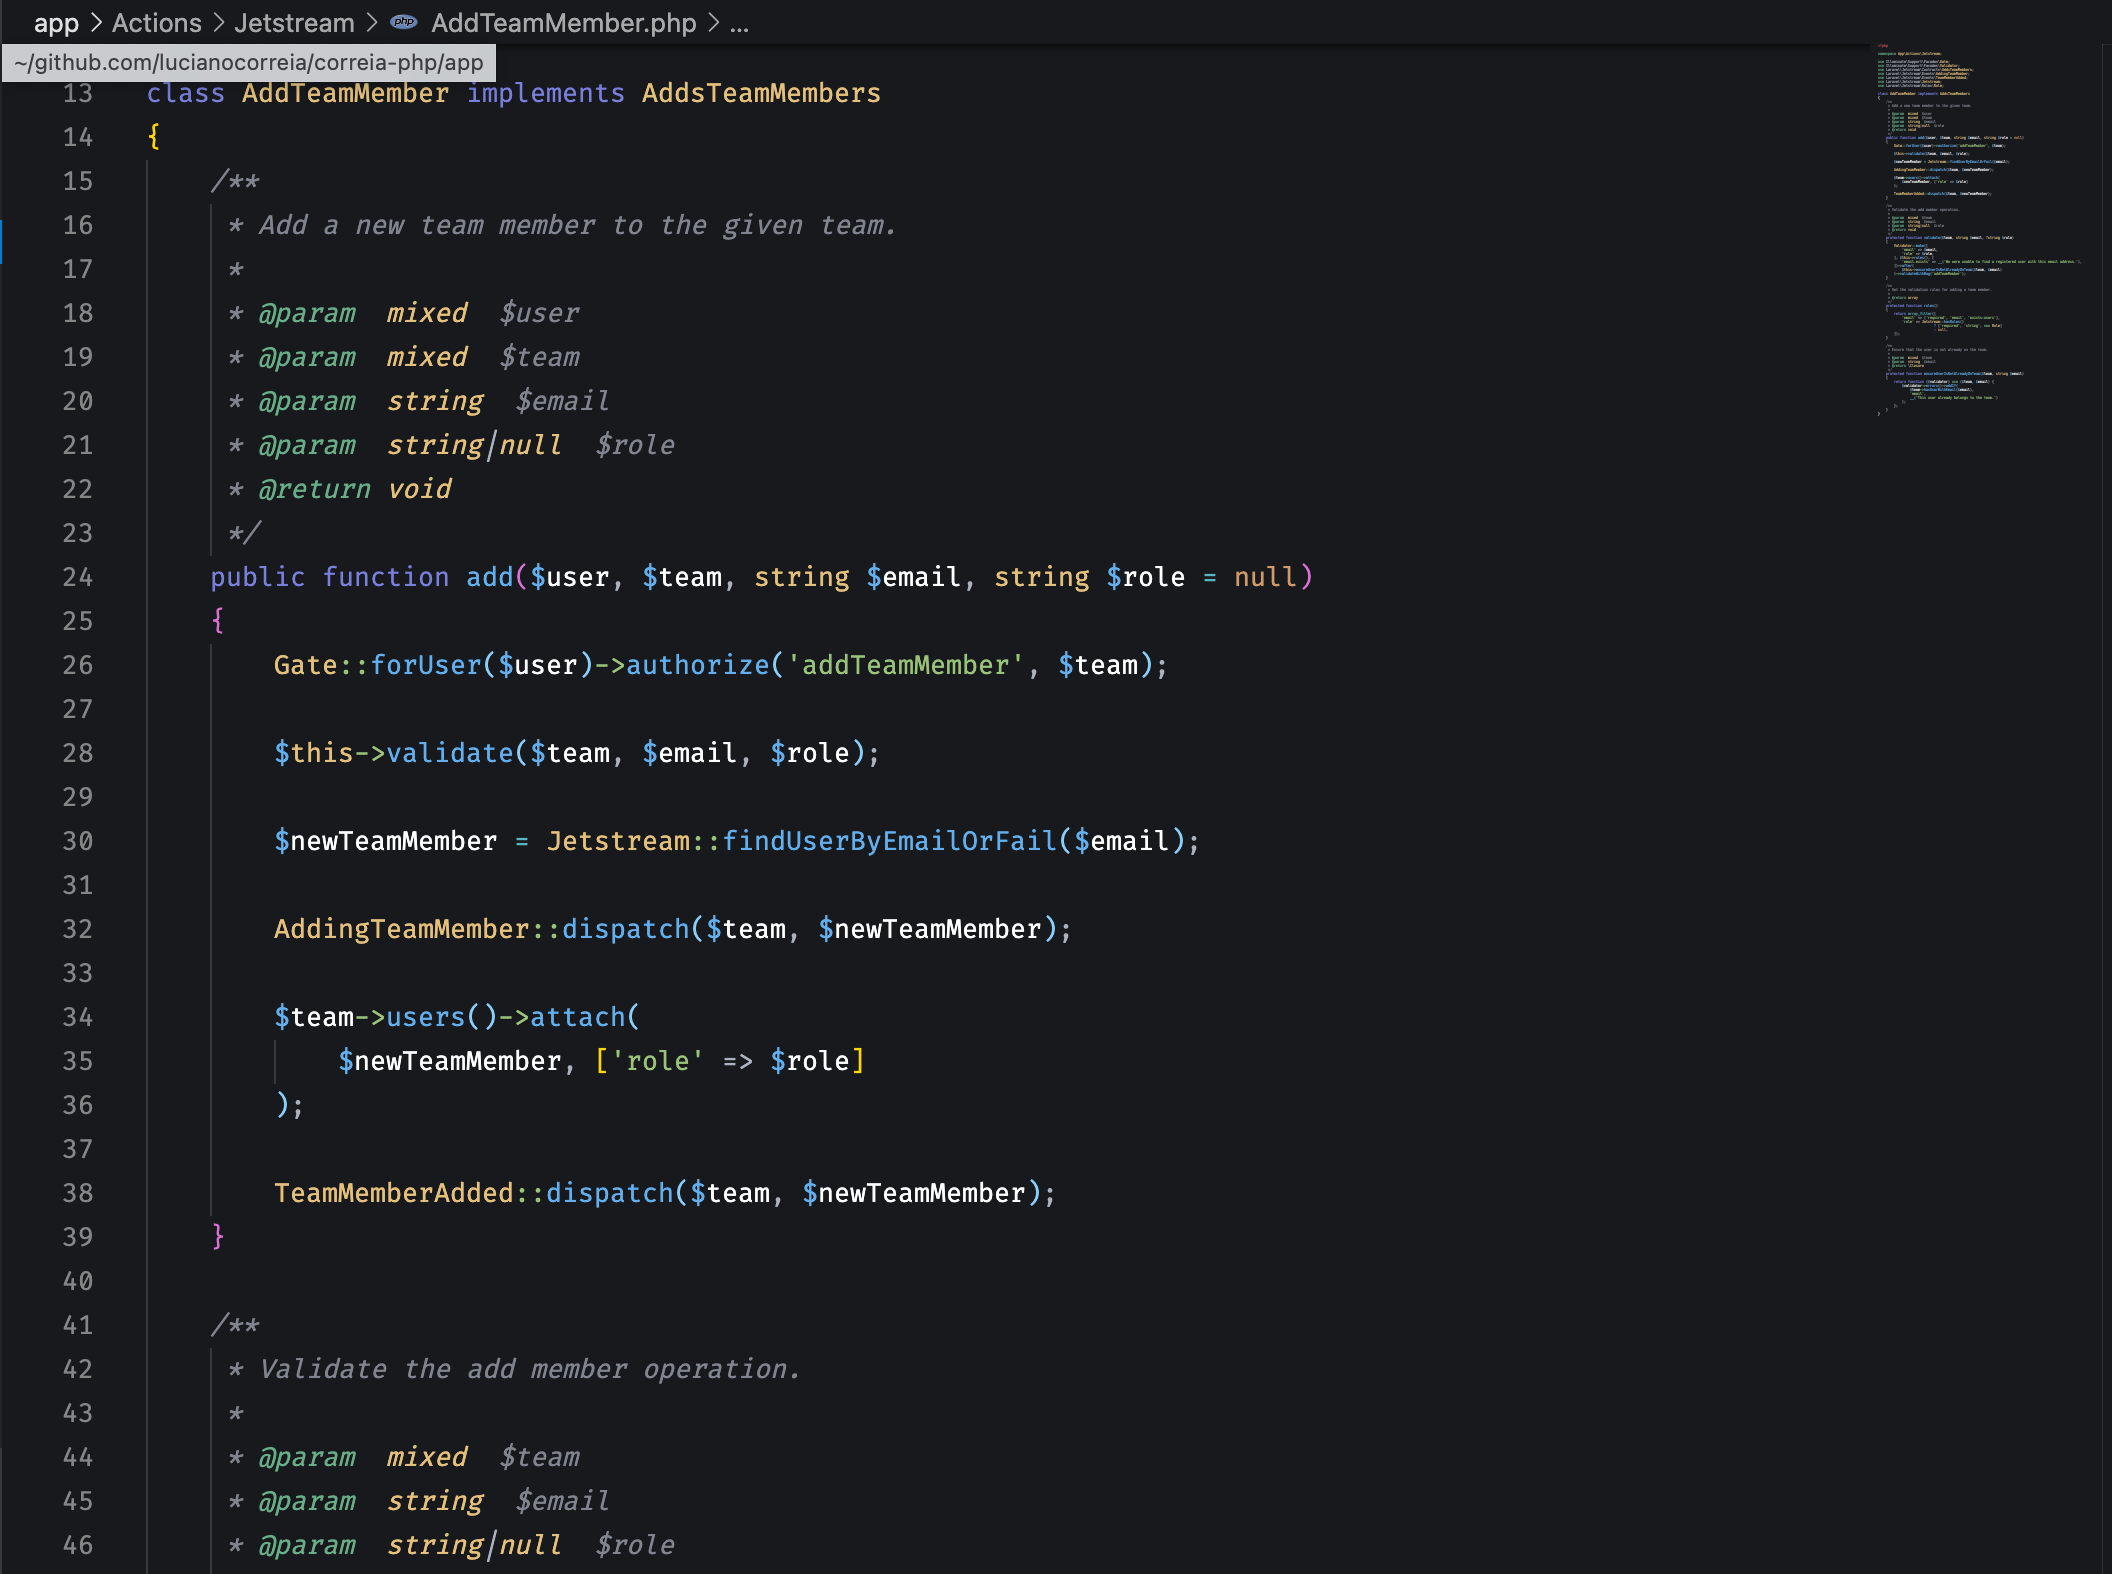 app > Actions > Jetstream > php AddTeamMember.php > ...
~/github.com/lucianocorreia/correia-php/app
13 class AddTeamMember implements AddsTeamMembers
14 {
15 /**
16 * Add a new team member to the given team.
17 *
18 * @param mixed $user
19 * @param mixed $team
20 * @param string $email
21 * @param string|null $role
22 * @return void
23 */
24 public function add($user, $team, string $email, string $role = null)
25 {
26 Gate::forUser($user)->authorize('addTeamMember', $team);
27
28 $this->validate($team, $email, $role);
29
30 $newTeamMember = Jetstream::findUserByEmailOrFail($email);
31
32 AddingTeamMember::dispatch($team, $newTeamMember);
33
34 $team->users()->attach(
35 $newTeamMember, ['role' => $role]
36 );
37
38 TeamMemberAdded::dispatch($team, $newTeamMember);
39 }
40
41 /**
42 * Validate the add member operation.
43 *
44 * @param mixed $team
45 * @param string $email
46 * @param string|null $role